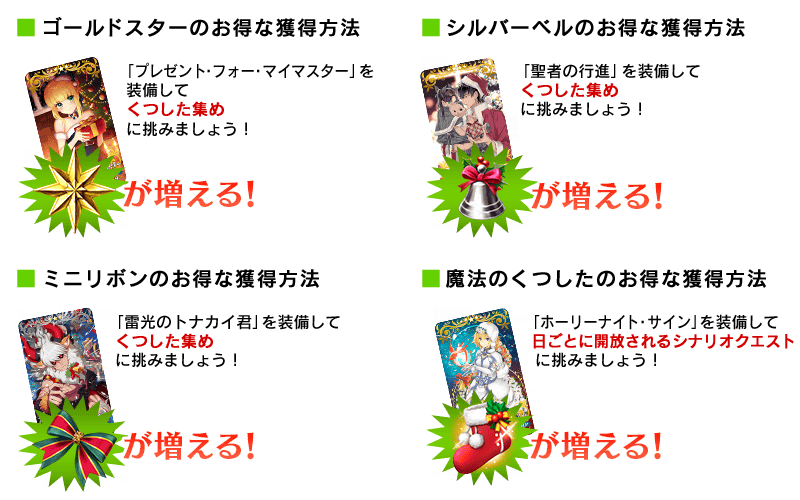 ■ ゴールドスターのお得な獲得方法
「プレゼント・フォー・マイマスター」を
装備して
くつした集め
に挑みましょう！
が増える！
■ シルバーベルのお得な獲得方法
「聖者の行進」を装備して
くつした集め
に挑みましょう！
が増える！
■ ミニリボンのお得な獲得方法
「雷光のトナカイ君」を装備して
くつした集め
に挑みましょう！
が増える！
■ 魔法のくつしたのお得な獲得方法
「ホーリーナイト・サイン」を装備して
日ごとに開放されるシナリオクエスト
に挑みましょう！
が増える！